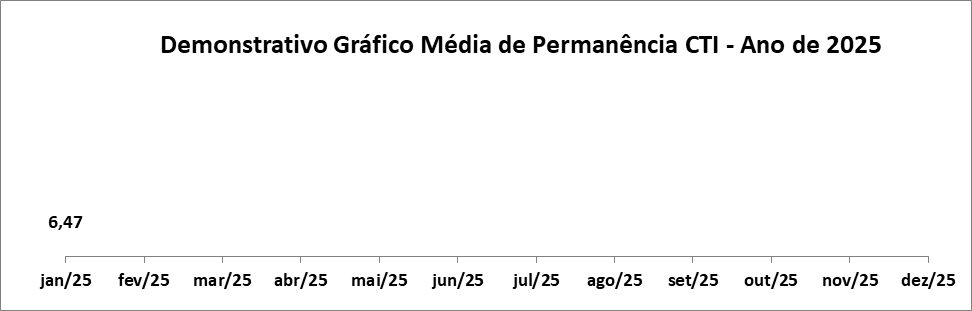 Demonstrativo Gráfico Média de Permanência CTI - Ano de 2025
6,47
jan/25 fev/25 mar/25 abr/25 mai/25 jun/25 jul/25 ago/25 set/25 out/25 nov/25 dez/25